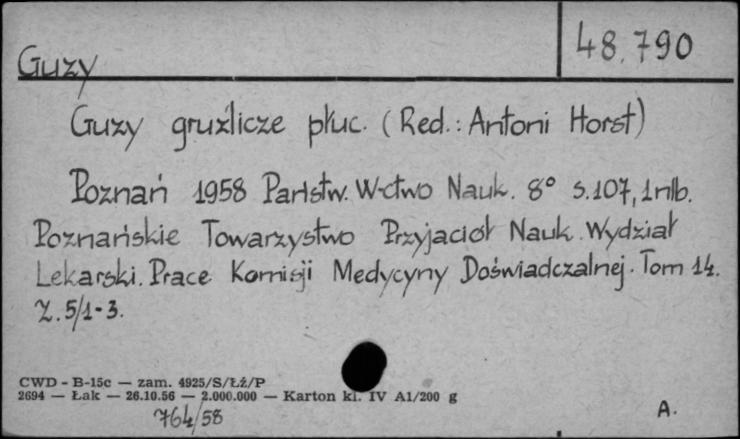 Guzy
48.790
Guzy gruźlicze płuc. (Red.: Antoni Horst)
Poznań 1958 Państw. W-ctwo Nauk. 8° s.107, 1 nlb.
Poznańskie Towarzystwo Przyjaciół Nauk. Wydział
Lekarski. Prace Komisji Medycyny Doświadczalnej. Tom 14.
Z. 5/1-3.
CWD - B-15c — zam. 4925/S/Łź/P
2694 — Łak — 26.10.56 — 2.000.000 — Karton kl. IV A1/200 g
764/58
A.